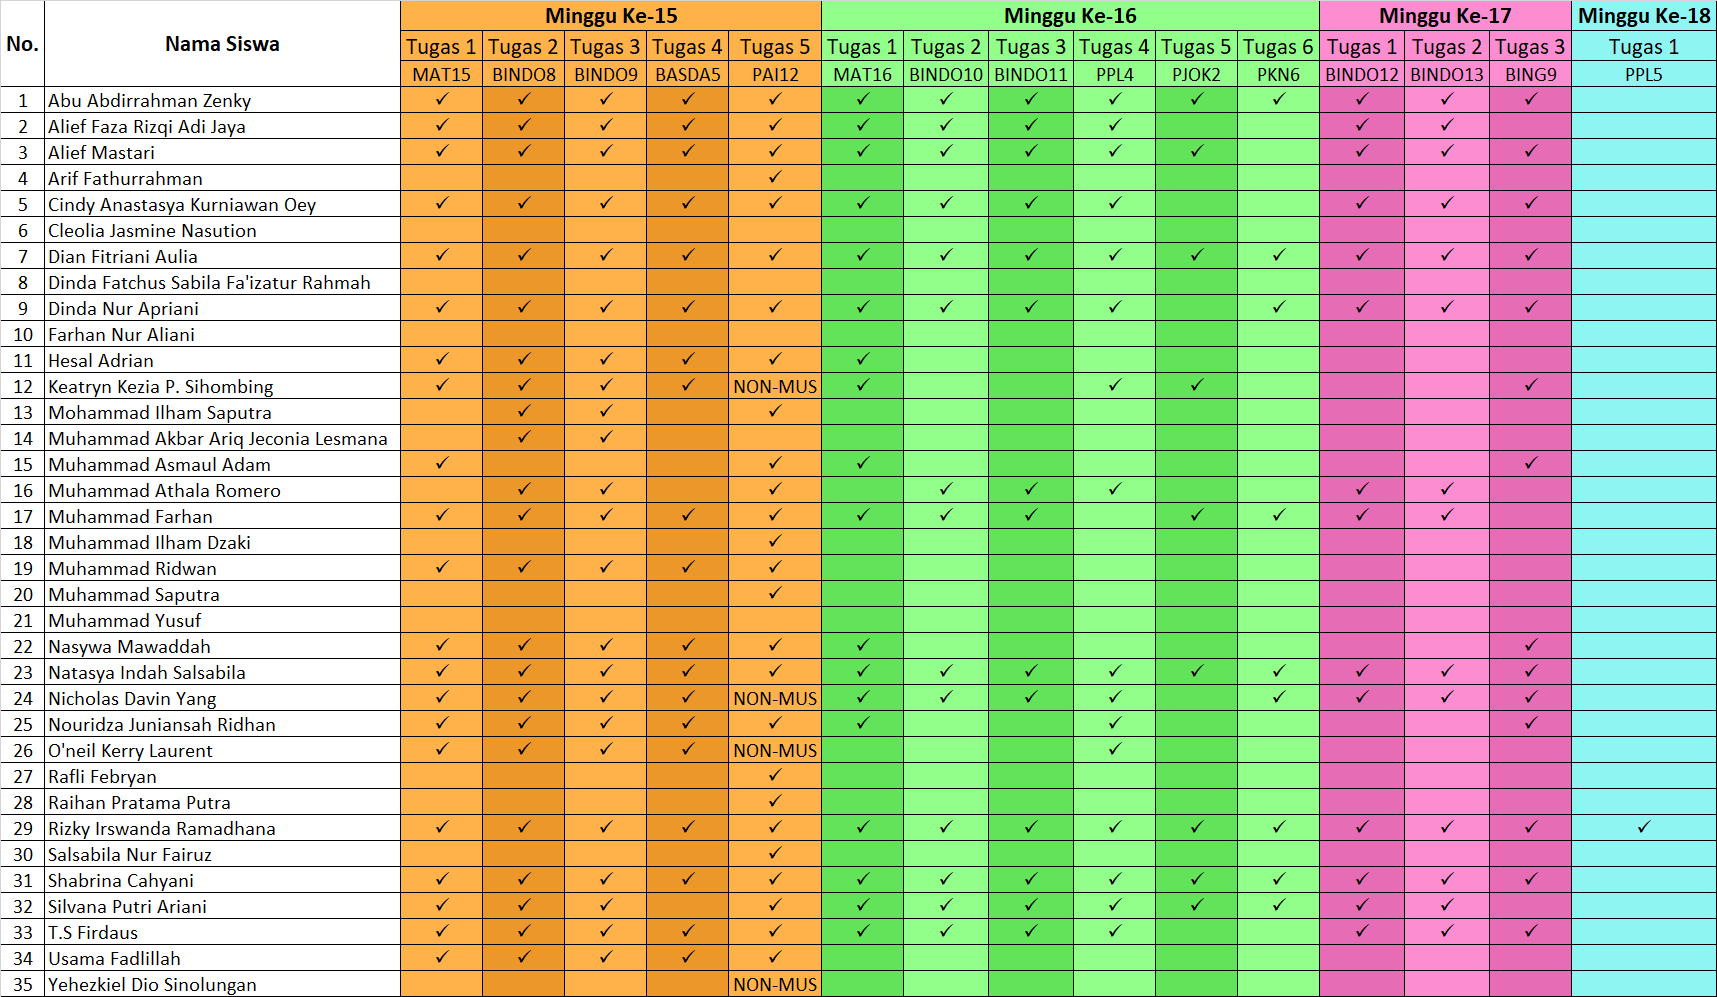 No. Nama Siswa Minggu Ke-15 Minggu Ke-16 Minggu Ke-17 Minggu Ke-18
Tugas 1 Tugas 2 Tugas 3 Tugas 4 Tugas 5 Tugas 1 Tugas 2 Tugas 3 Tugas 4 Tugas 5 Tugas 6 Tugas 1 Tugas 2 Tugas 3 Tugas 1
MAT15 BINDO8 BINDO9 BASDA5 PAI12 MAT16 BINDO10 BINDO11 PPL4 PJOK2 PKN6 BINDO12 BINDO13 BING9 PPL5
1 Abu Abdirrahman Zenky ✓ ✓ ✓ ✓ ✓ ✓ ✓ ✓ ✓ ✓ ✓ ✓ ✓ ✓
2 Alief Faza Rizqi Adi Jaya ✓ ✓ ✓ ✓ ✓ ✓ ✓ ✓ ✓ ✓ ✓
3 Alief Mastari ✓ ✓ ✓ ✓ ✓ ✓ ✓ ✓ ✓ ✓ ✓ ✓ ✓
4 Arif Fathurrahman ✓
5 Cindy Anastasya Kurniawan Oey ✓ ✓ ✓ ✓ ✓ ✓ ✓ ✓ ✓ ✓ ✓ ✓
6 Cleolia Jasmine Nasution
7 Dian Fitriani Aulia ✓ ✓ ✓ ✓ ✓ ✓ ✓ ✓ ✓ ✓ ✓ ✓ ✓ ✓
8 Dinda Fatchus Sabila Fa'izatur Rahmah
9 Dinda Nur Apriani ✓ ✓ ✓ ✓ ✓ ✓ ✓ ✓ ✓ ✓ ✓ ✓ ✓
10 Farhan Nur Aliani
11 Hesal Adrian ✓ ✓ ✓ ✓ ✓ ✓
12 Keatryn Kezia P. Sihombing ✓ ✓ ✓ ✓ NON-MUS ✓ ✓ ✓ ✓
13 Mohammad Ilham Saputra ✓ ✓ ✓
14 Muhammad Akbar Ariq Jeconia Lesmana ✓ ✓
15 Muhammad Asmaul Adam ✓ ✓ ✓ ✓
16 Muhammad Athala Romero ✓ ✓ ✓ ✓ ✓ ✓ ✓ ✓
17 Muhammad Farhan ✓ ✓ ✓ ✓ ✓ ✓ ✓ ✓ ✓ ✓ ✓ ✓
18 Muhammad Ilham Dzaki ✓
19 Muhammad Ridwan ✓ ✓ ✓ ✓ ✓
20 Muhammad Saputra ✓
21 Muhammad Yusuf
22 Nasywa Mawaddah ✓ ✓ ✓ ✓ ✓ ✓ ✓
23 Natasya Indah Salsabila ✓ ✓ ✓ ✓ ✓ ✓ ✓ ✓ ✓ ✓ ✓ ✓ ✓ ✓
24 Nicholas Davin Yang ✓ ✓ ✓ ✓ NON-MUS ✓ ✓ ✓ ✓ ✓ ✓ ✓ ✓
25 Nouridza Juniansah Ridhan ✓ ✓ ✓ ✓ ✓ ✓ ✓ ✓
26 O'neil Kerry Laurent ✓ ✓ ✓ ✓ NON-MUS ✓
27 Rafli Febryan ✓
28 Raihan Pratama Putra ✓
29 Rizky Irswanda Ramadhana ✓ ✓ ✓ ✓ ✓ ✓ ✓ ✓ ✓ ✓ ✓ ✓ ✓ ✓ ✓
30 Salsabila Nur Fairuz ✓
31 Shabrina Cahyani ✓ ✓ ✓ ✓ ✓ ✓ ✓ ✓ ✓ ✓ ✓ ✓ ✓ ✓
32 Silvana Putri Ariani ✓ ✓ ✓ ✓ ✓ ✓ ✓ ✓ ✓ ✓ ✓ ✓
33 T.S Firdaus ✓ ✓ ✓ ✓ ✓ ✓ ✓ ✓ ✓ ✓ ✓ ✓
34 Usama Fadlillah ✓ ✓ ✓ ✓ ✓
35 Yehezkiel Dio Sinolungan NON-MUS